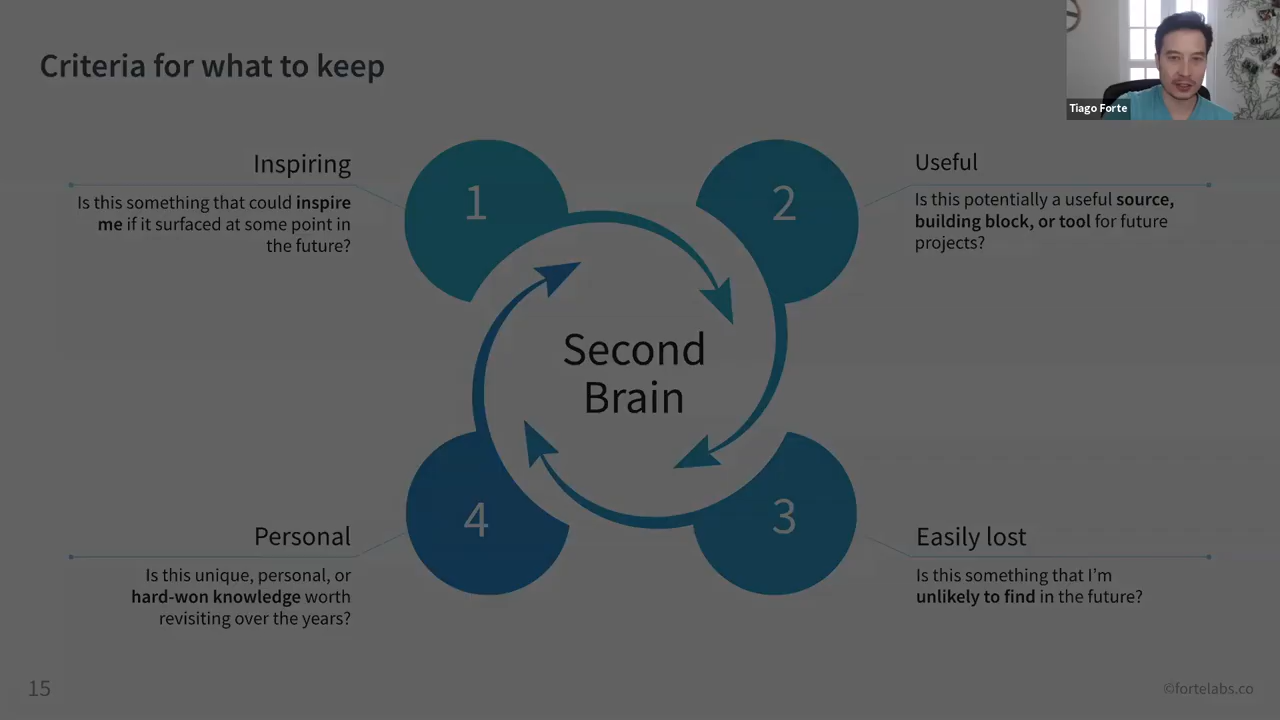 Criteria for what to keep
Tiago Forte
Inspiring
Is this something that could inspire
me if it surfaced at some point in
the future?
1
2
Useful
Is this potentially a useful source,
building block, or tool for future
projects?
Second
Brain
Personal
Is this unique, personal, or
hard-won knowledge worth
revisiting over the years?
4
3
Easily lost
Is this something that I’m
unlikely to find in the future?
15
©fortelabs.co